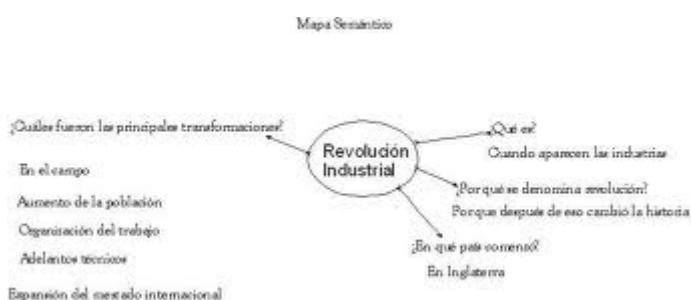 Mapa Semántico
¿Cuáles fueron las principales transformaciones?
En el campo
Aumento de la población
Organización del trabajo
Adelantos técnicos
Expansión del mercado internacional
Revolución
Industrial
¿Qué es?
Cuando aparecen las industrias
¿Por qué se denomina revolución?
Porque después de eso cambió la historia
¿En qué país comenzó?
En Inglaterra